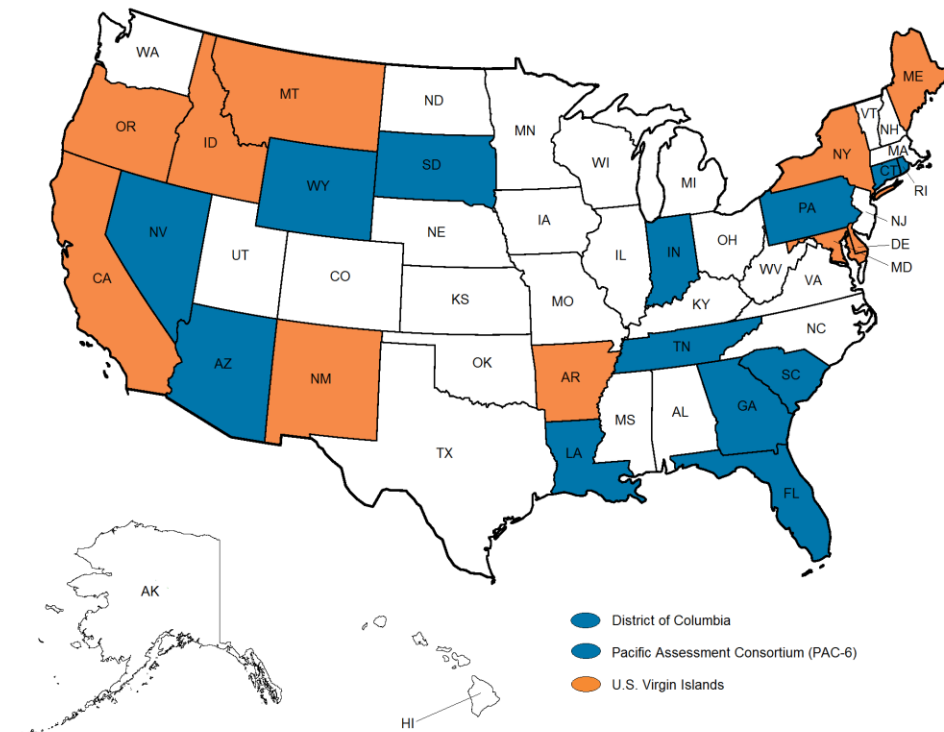 WA
MT
ND
MN
ME
VT
NH
OR
ID
SD
WI
NY
MA
WY
MI
CT
RI
NV
NE
IA
PA
NJ
UT
CO
IL
IN
OH
DE
MD
CA
KS
MO
WV
VA
KY
NC
AZ
NM
OK
AR
TN
SC
MS
AL
GA
TX
LA
FL
AK
District of Columbia
Pacific Assessment Consortium (PAC-6)
U.S. Virgin Islands
HI